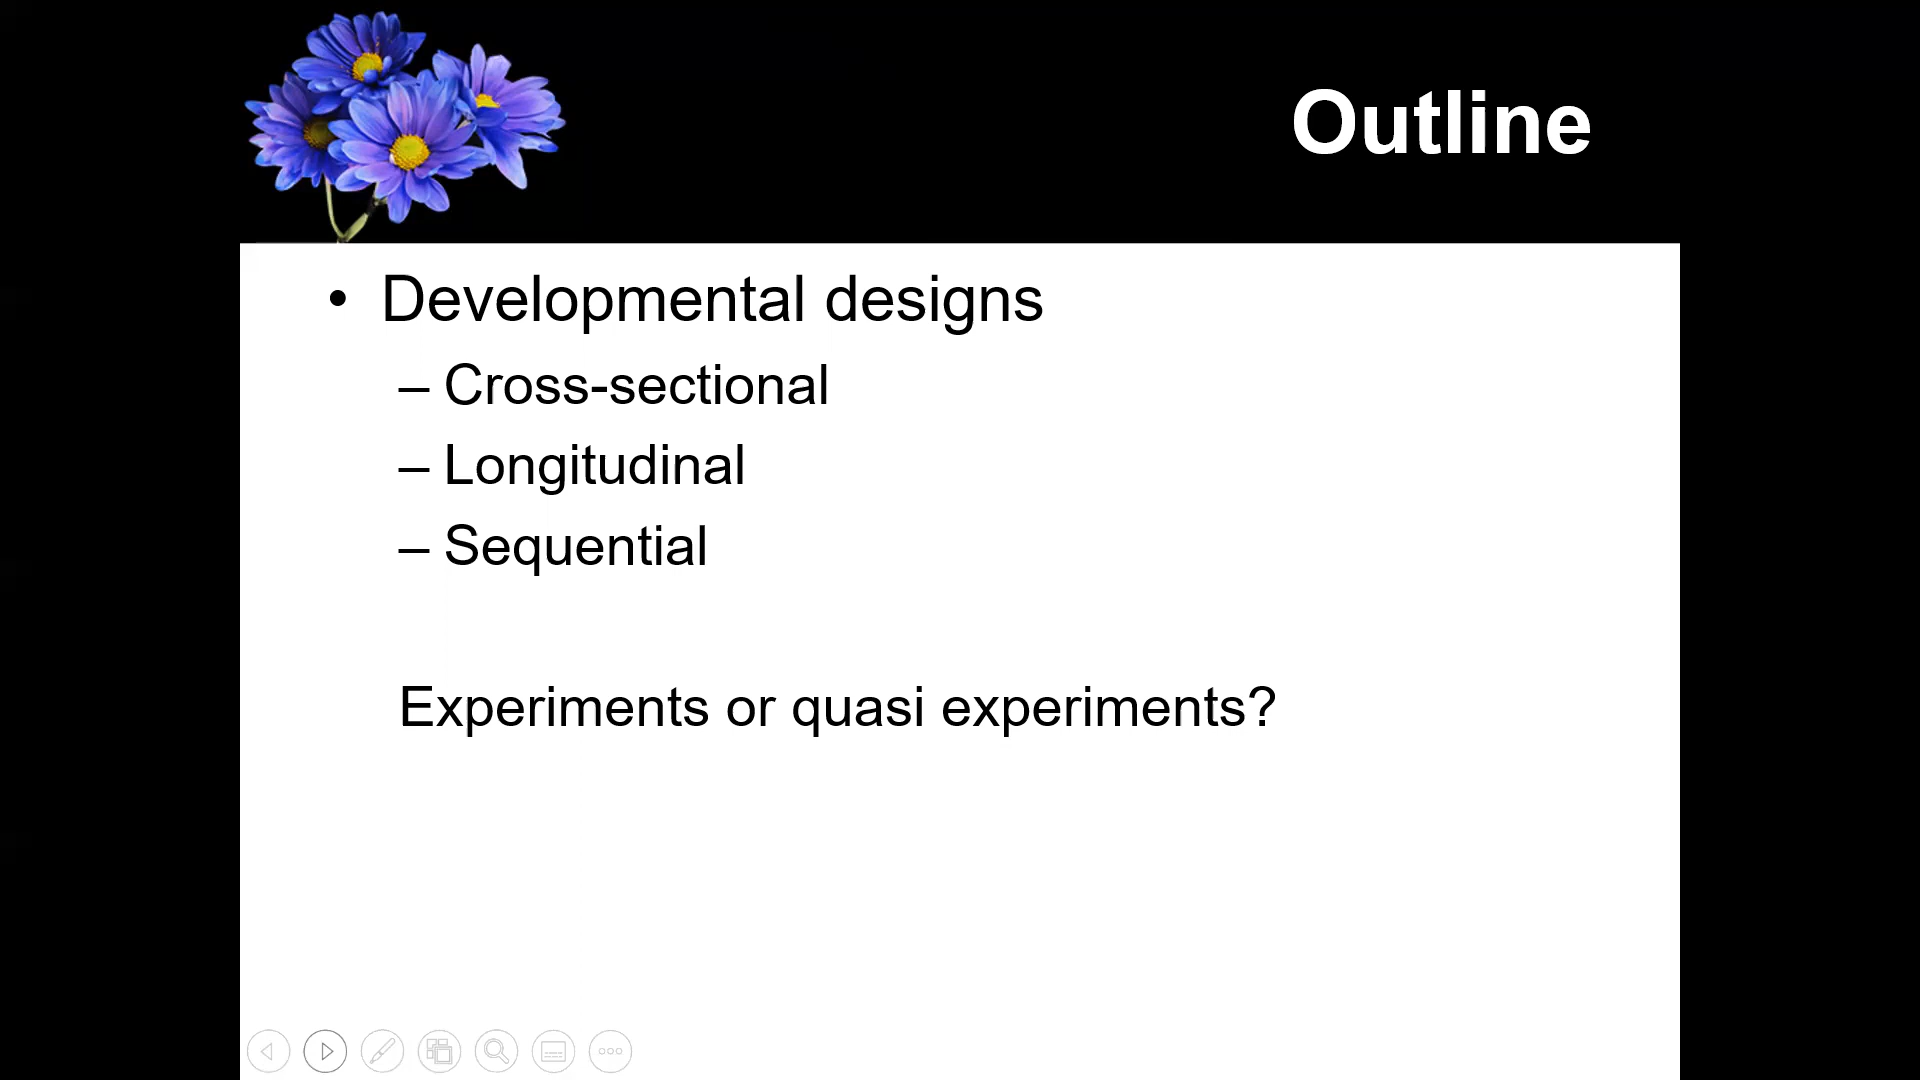 Outline
• Developmental designs
– Cross-sectional
– Longitudinal
– Sequential
Experiments or quasi experiments?